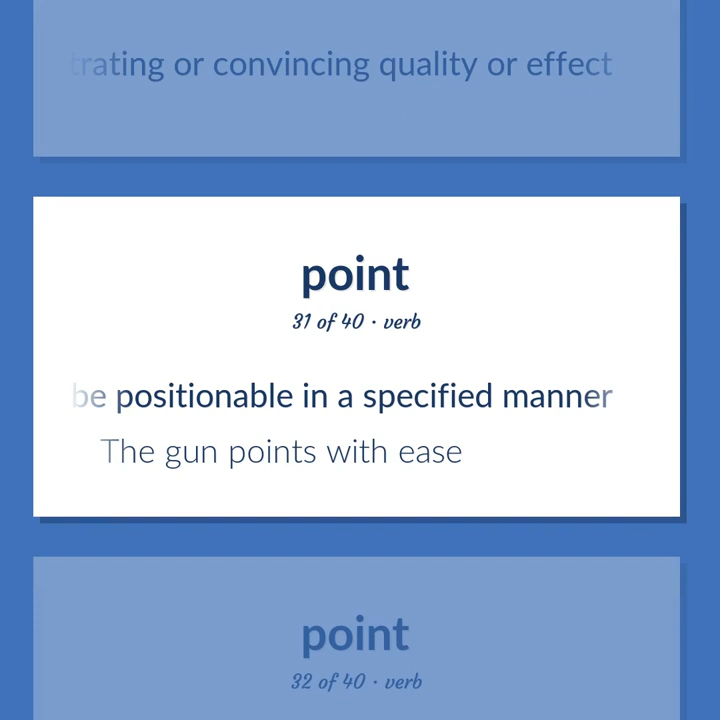 trating or convincing quality or effect
point
31 of 40 · verb
be positionable in a specified manner
The gun points with ease
point
32 of 40 · verb